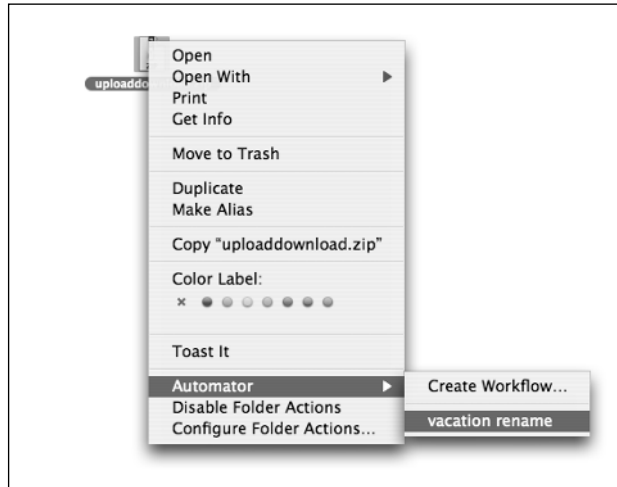 Open
Open With
Print
Get Info
Move to Trash
Duplicate
Make Alias
Copy “uploaddownload.zip”
Color Label:
Toast It
Automator
Create Workflow...
Disable Folder Actions
vacation rename
Configure Folder Actions...